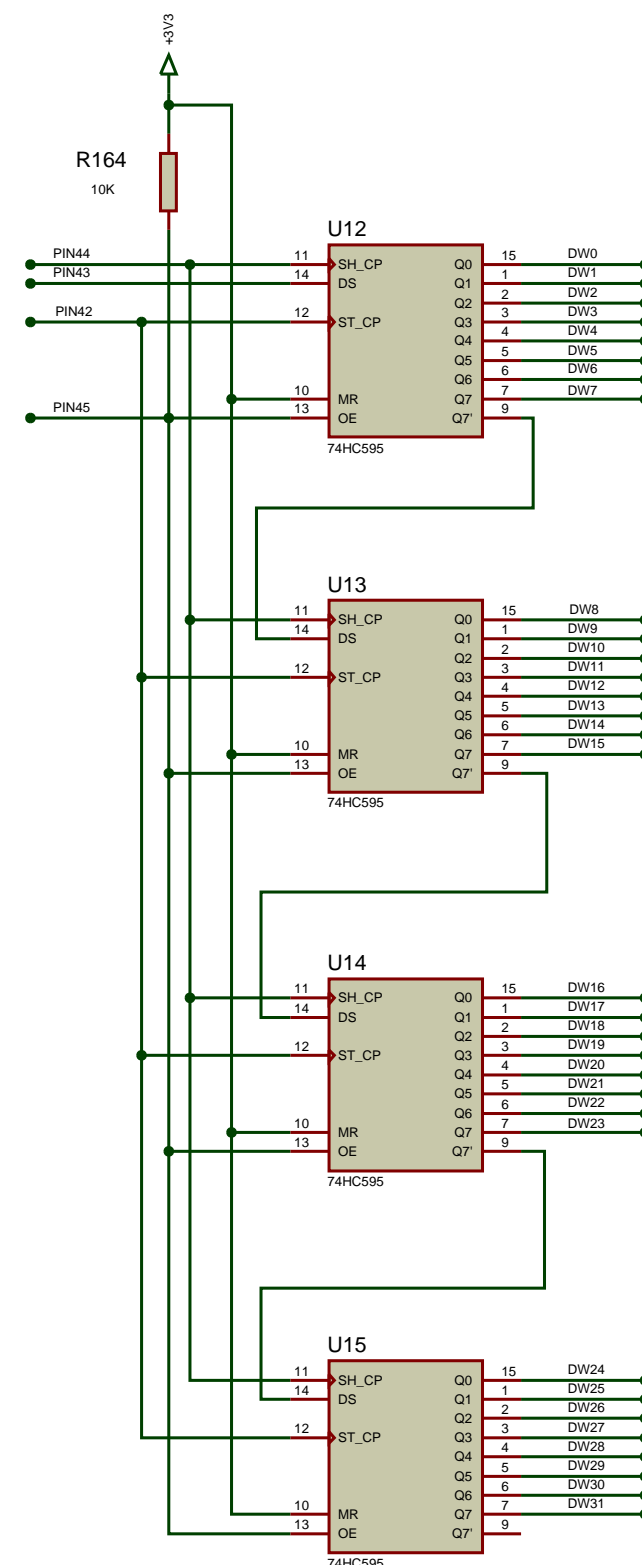 +3V3
R164
10K
U12
PIN44 11 SH_CP Q0 15 DW0
PIN43 14 DS Q1 1 DW1
Q2 2 DW2
PIN42 12 ST_CP Q3 3 DW3
Q4 4 DW4
Q5 5 DW5
Q6 6 DW6
10 MR Q7 7 DW7
PIN45 13 OE Q7' 9
74HC595
U13
11 SH_CP Q0 15 DW8
14 DS Q1 1 DW9
Q2 2 DW10
12 ST_CP Q3 3 DW11
Q4 4 DW12
Q5 5 DW13
Q6 6 DW14
10 MR Q7 7 DW15
13 OE Q7' 9
74HC595
U14
11 SH_CP Q0 15 DW16
14 DS Q1 1 DW17
Q2 2 DW18
12 ST_CP Q3 3 DW19
Q4 4 DW20
Q5 5 DW21
Q6 6 DW22
10 MR Q7 7 DW23
13 OE Q7' 9
74HC595
U15
11 SH_CP Q0 15 DW24
14 DS Q1 1 DW25
Q2 2 DW26
12 ST_CP Q3 3 DW27
Q4 4 DW28
Q5 5 DW29
Q6 6 DW30
10 MR Q7 7 DW31
13 OE Q7' 9
74HC595